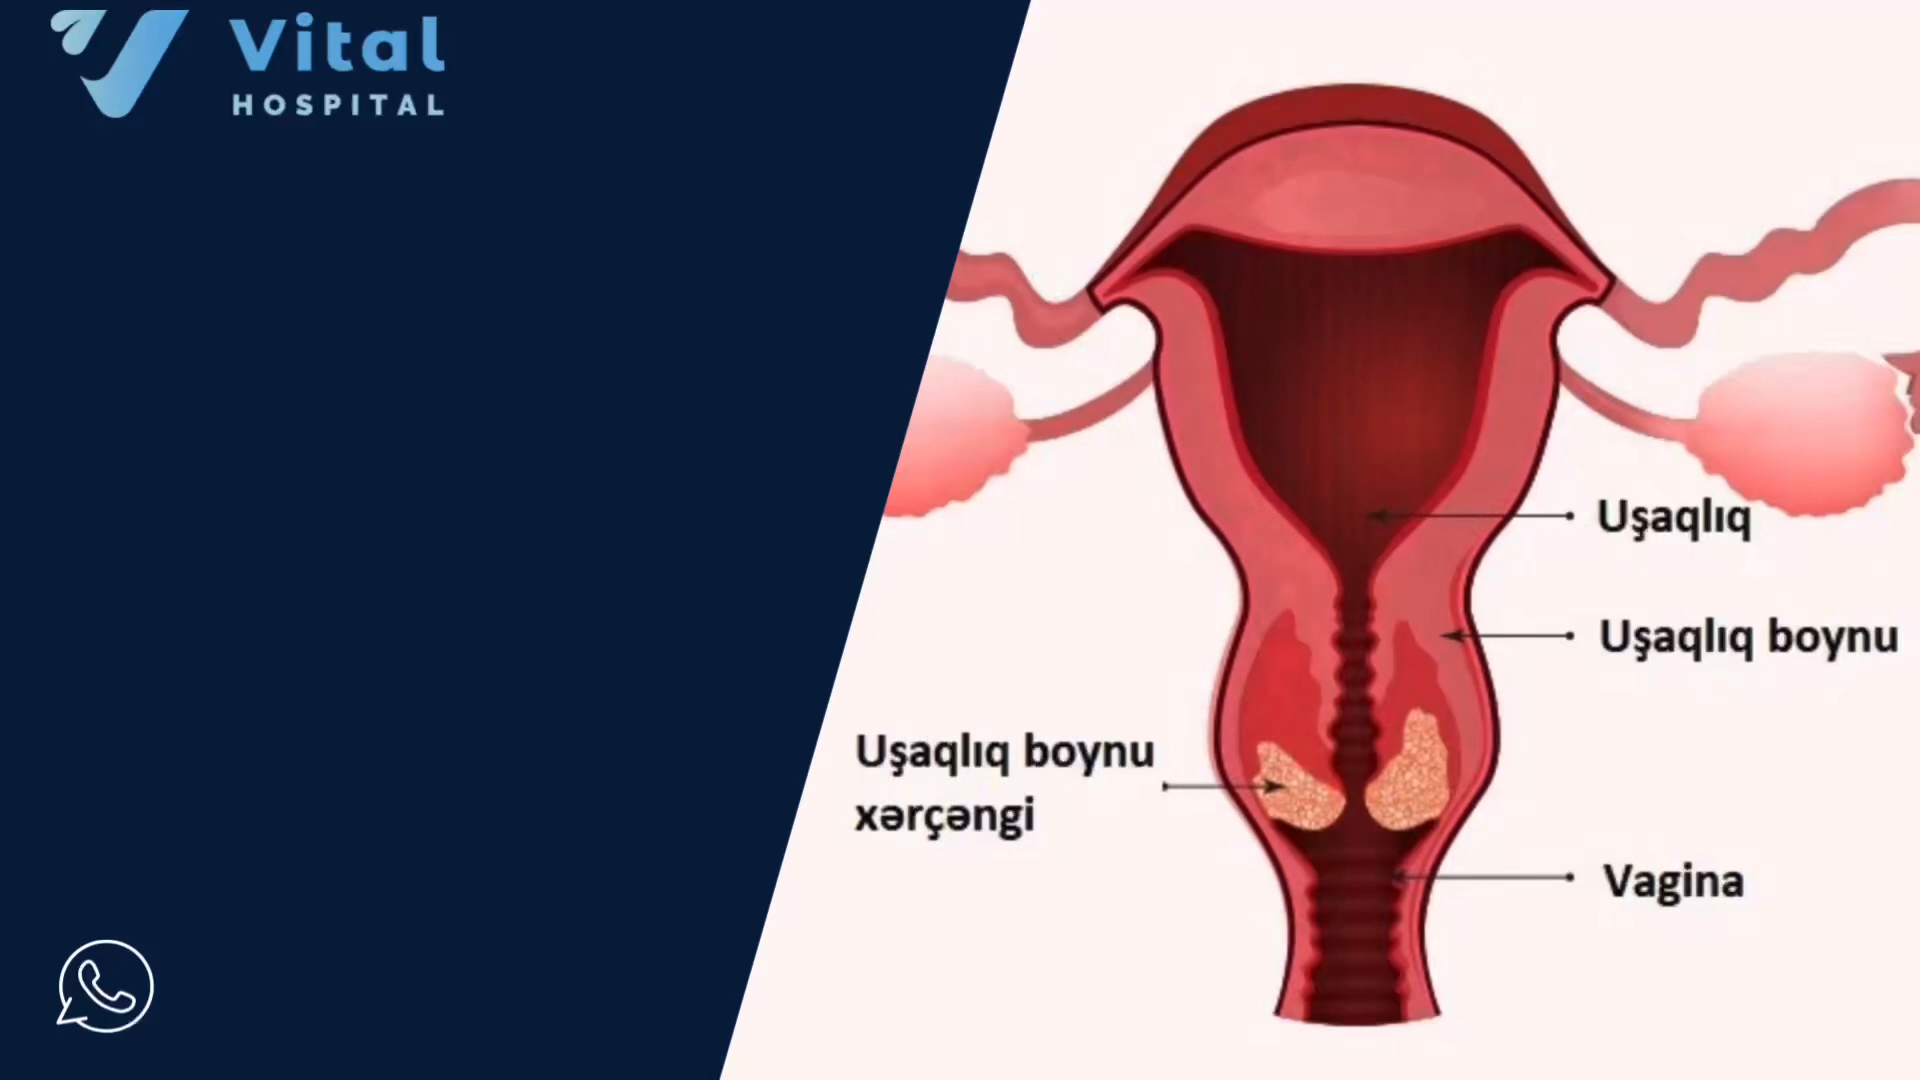 Vital
HOSPITAL
Uşaqlıq
Uşaqlıq boynu
Uşaqlıq boynu
xərçəngi
Vagina